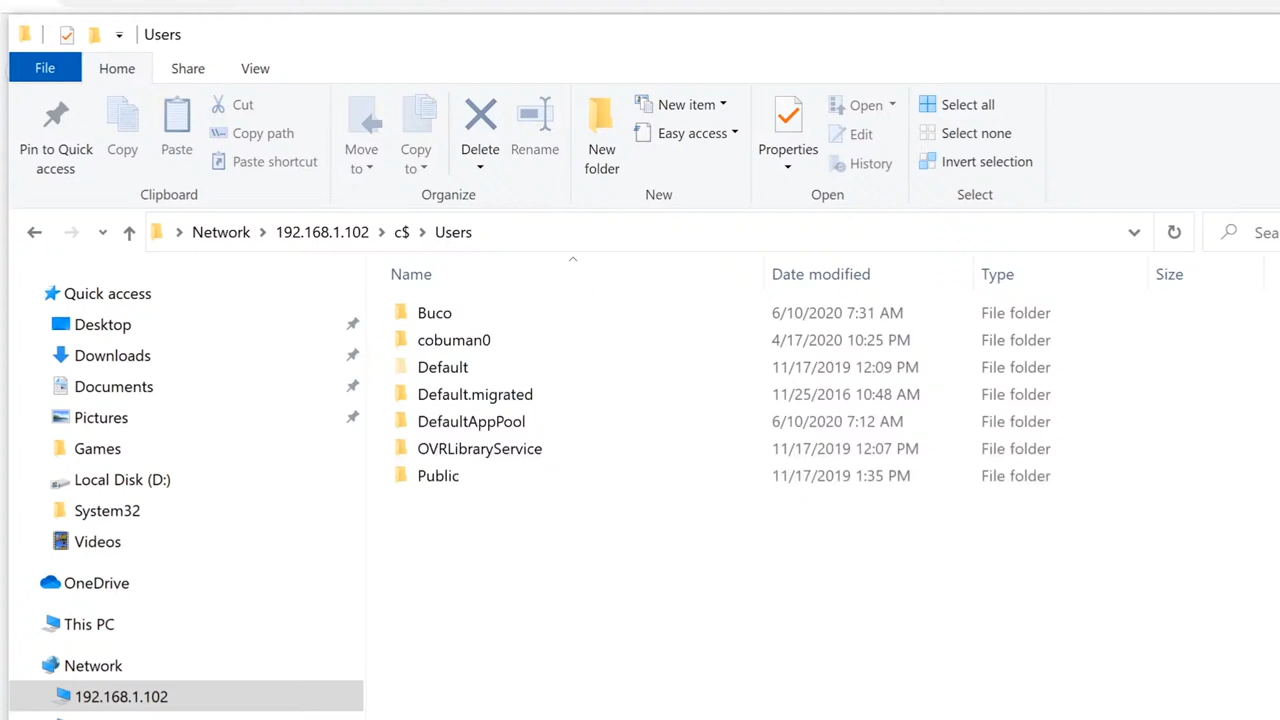 Users
File Home Share View
Pin to Quick access
Copy
Paste
Cut
Copy path
Paste shortcut
Clipboard
Move to
Copy to
Delete
Rename
Organize
New folder
New item
Easy access
New
Properties
Open
Edit
History
Open
Select all
Select none
Invert selection
Select
Network 192.168.1.102 c$ Users
Sea
Name Date modified Type Size
Quick access
Desktop
Downloads
Documents
Pictures
Games
Local Disk (D:)
System32
Videos
OneDrive
This PC
Network
192.168.1.102
Buco 6/10/2020 7:31 AM File folder
cobuman0 4/17/2020 10:25 PM File folder
Default 11/17/2019 12:09 PM File folder
Default.migrated 11/25/2016 10:48 AM File folder
DefaultAppPool 6/10/2020 7:12 AM File folder
OVRLibraryService 11/17/2019 12:07 PM File folder
Public 11/17/2019 1:35 PM File folder